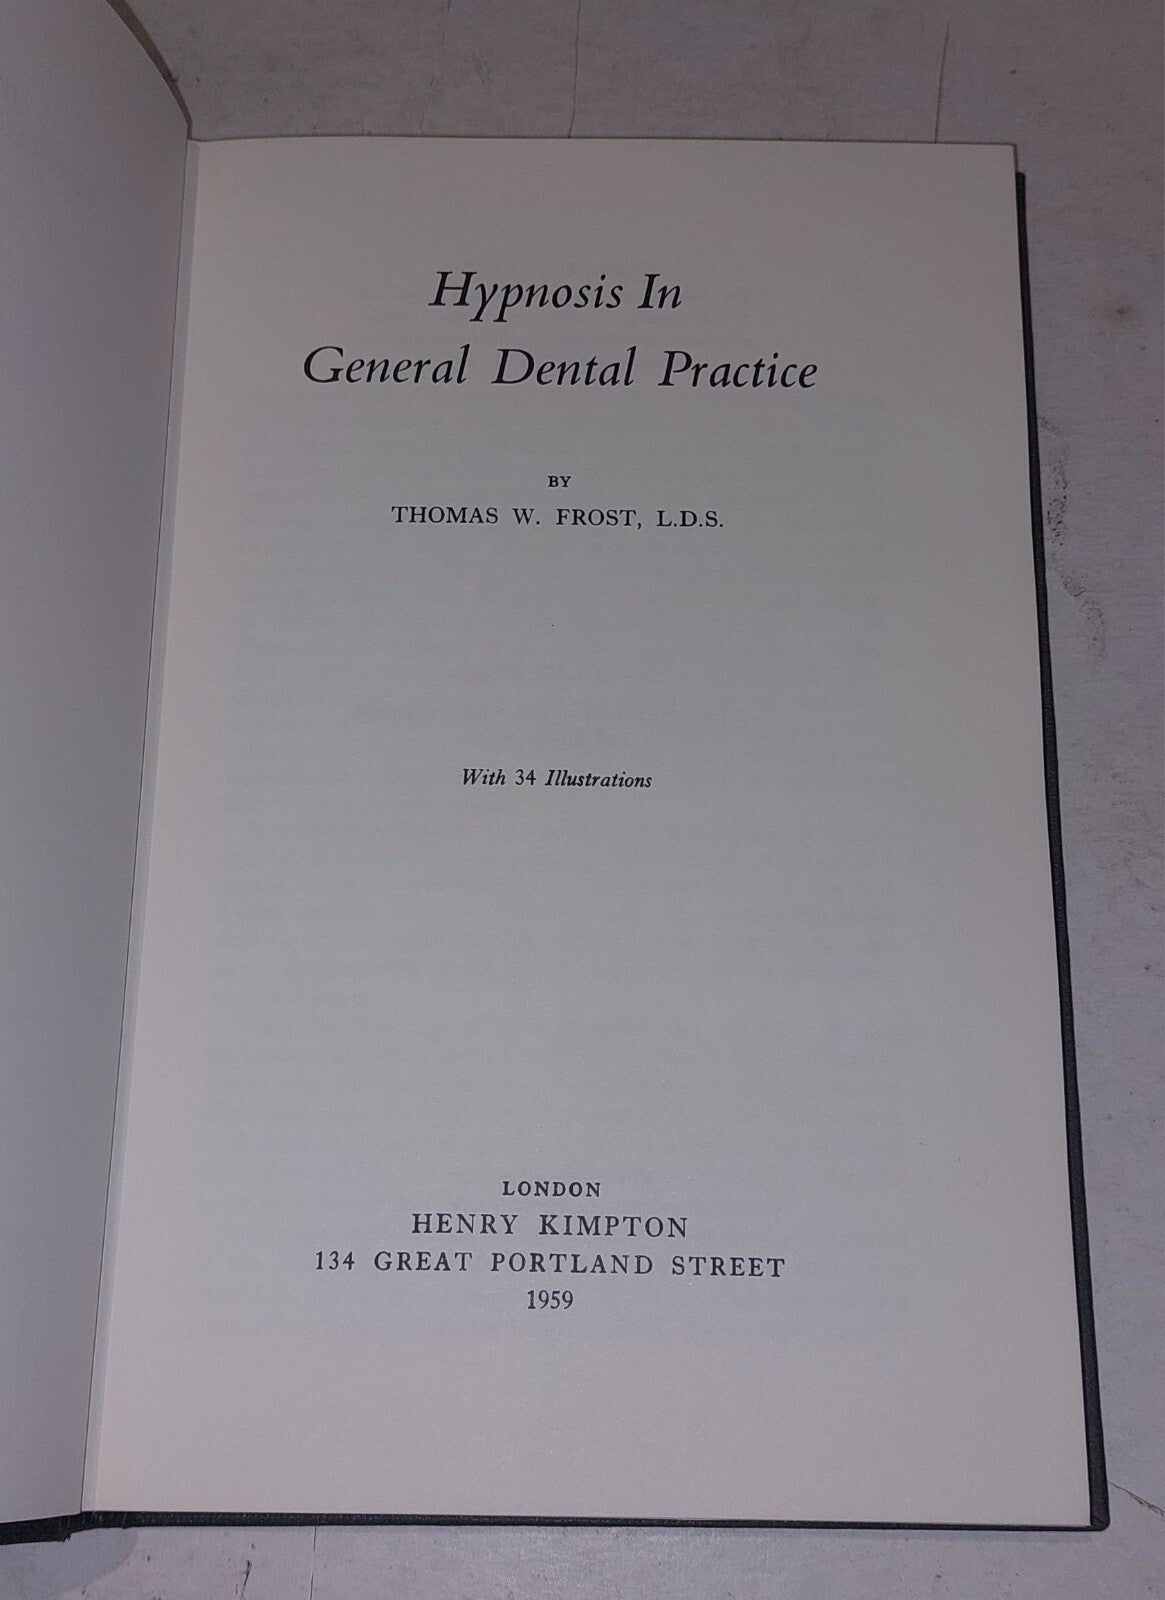 Hypnosis In
General Dental Practice
BY
THOMAS W. FROST, L.D.S.
With 34 Illustrations
LONDON
HENRY KIMPTON
134 GREAT PORTLAND STREET
1959